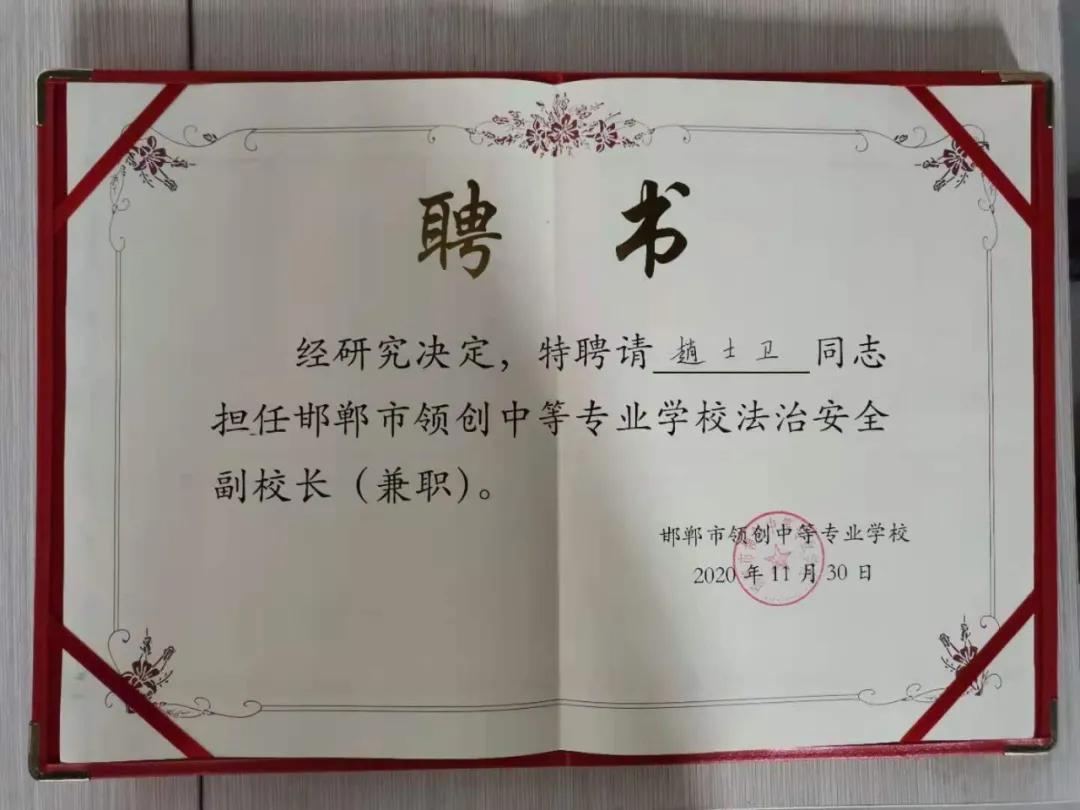 聘书
经研究决定，特聘请趙士卫同志
担任邯郸市领创中等专业学校法治安全
副校长（兼职）。
邯郸市领创中等专业学校
2020年11月30日